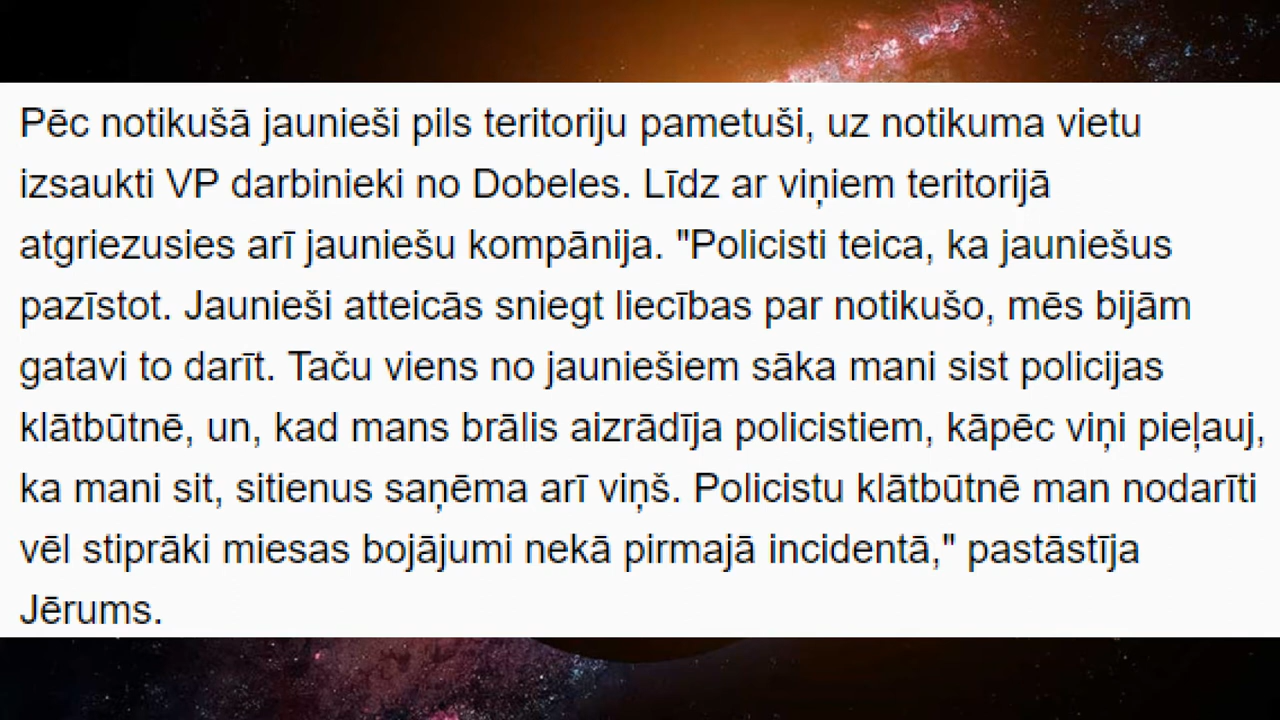 Pēc notikušā jaunieši pils teritoriju pametuši, uz notikuma vietu
izsaukti VP darbinieki no Dobeles. Līdz ar viņiem teritorijā
atgriezusies arī jauniešu kompānija. "Policisti teica, ka jauniešus
pazīstot. Jaunieši atteicās sniegt liecības par notikušo, mēs bijām
gatavi to darīt. Taču viens no jauniešiem sāka mani sist policijas
klātbūtnē, un, kad mans brālis aizrādīja policistiem, kāpēc viņi pieļauj,
ka mani sit, sitienus saņēma arī viņš. Policistu klātbūtnē man nodarīti
vēl stiprāki miesas bojājumi nekā pirmajā incidentā," pastāstīja
Jērums.